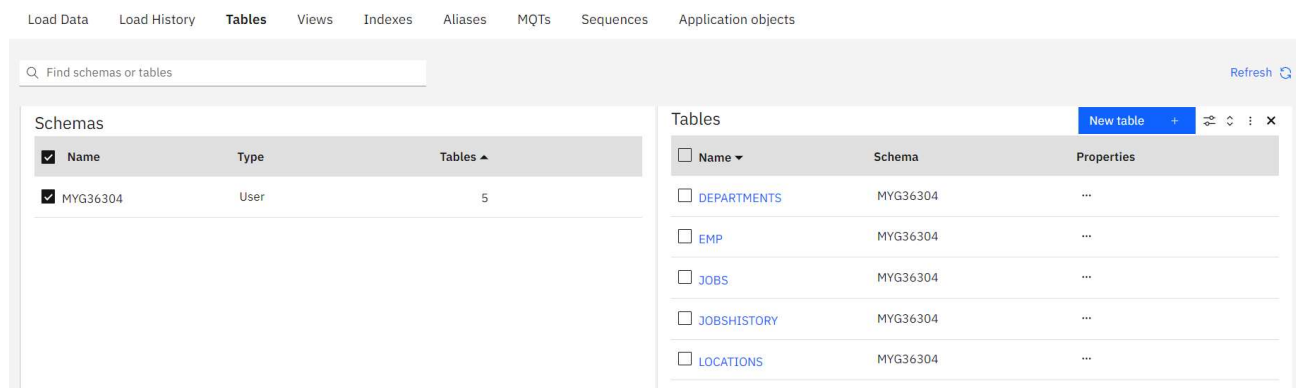 Load Data Load History Tables Views Indexes Aliases MQTs Sequences Application objects
Find schemas or tables
Refresh
Schemas
Name Type Tables
MYG36304 User 5
Tables
New table +
Name Schema Properties
DEPARTMENTS MYG36304 ...
EMP MYG36304 ...
JOBS MYG36304 ...
JOBSHISTORY MYG36304 ...
LOCATIONS MYG36304 ...